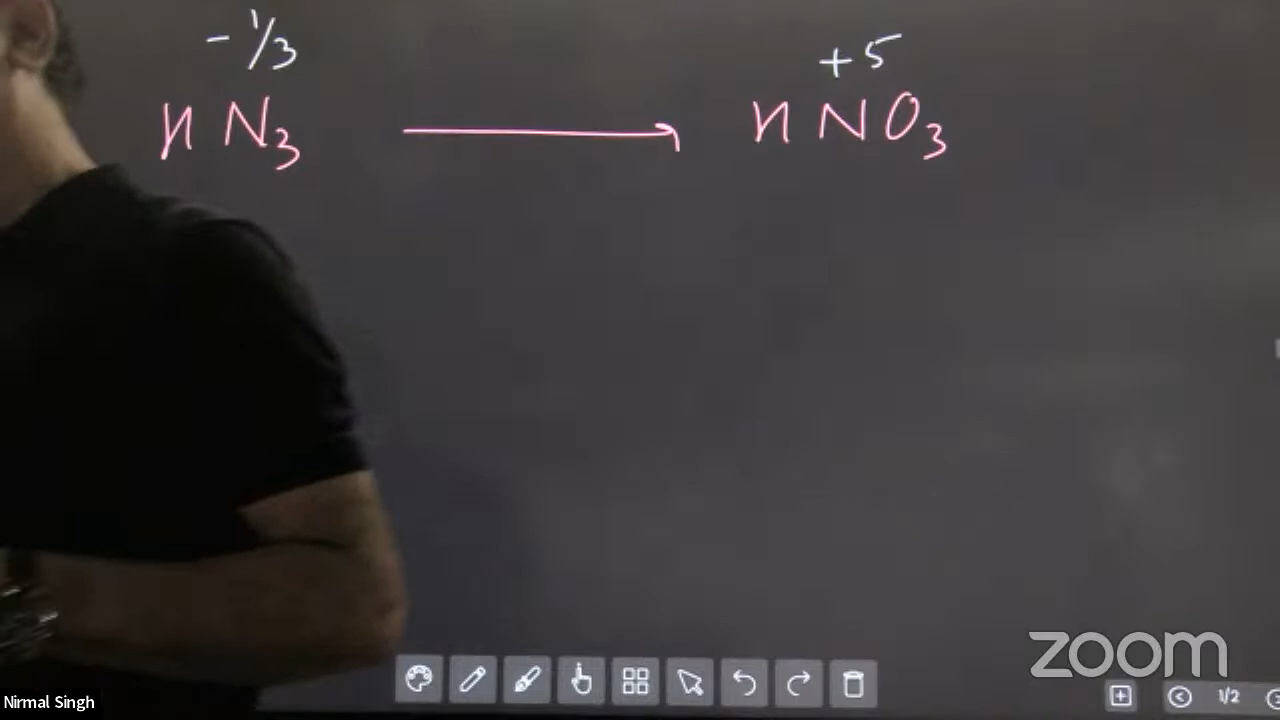 - 1/3 +5
HN3 → HNO3
zoom
1/2
Nirmal Singh